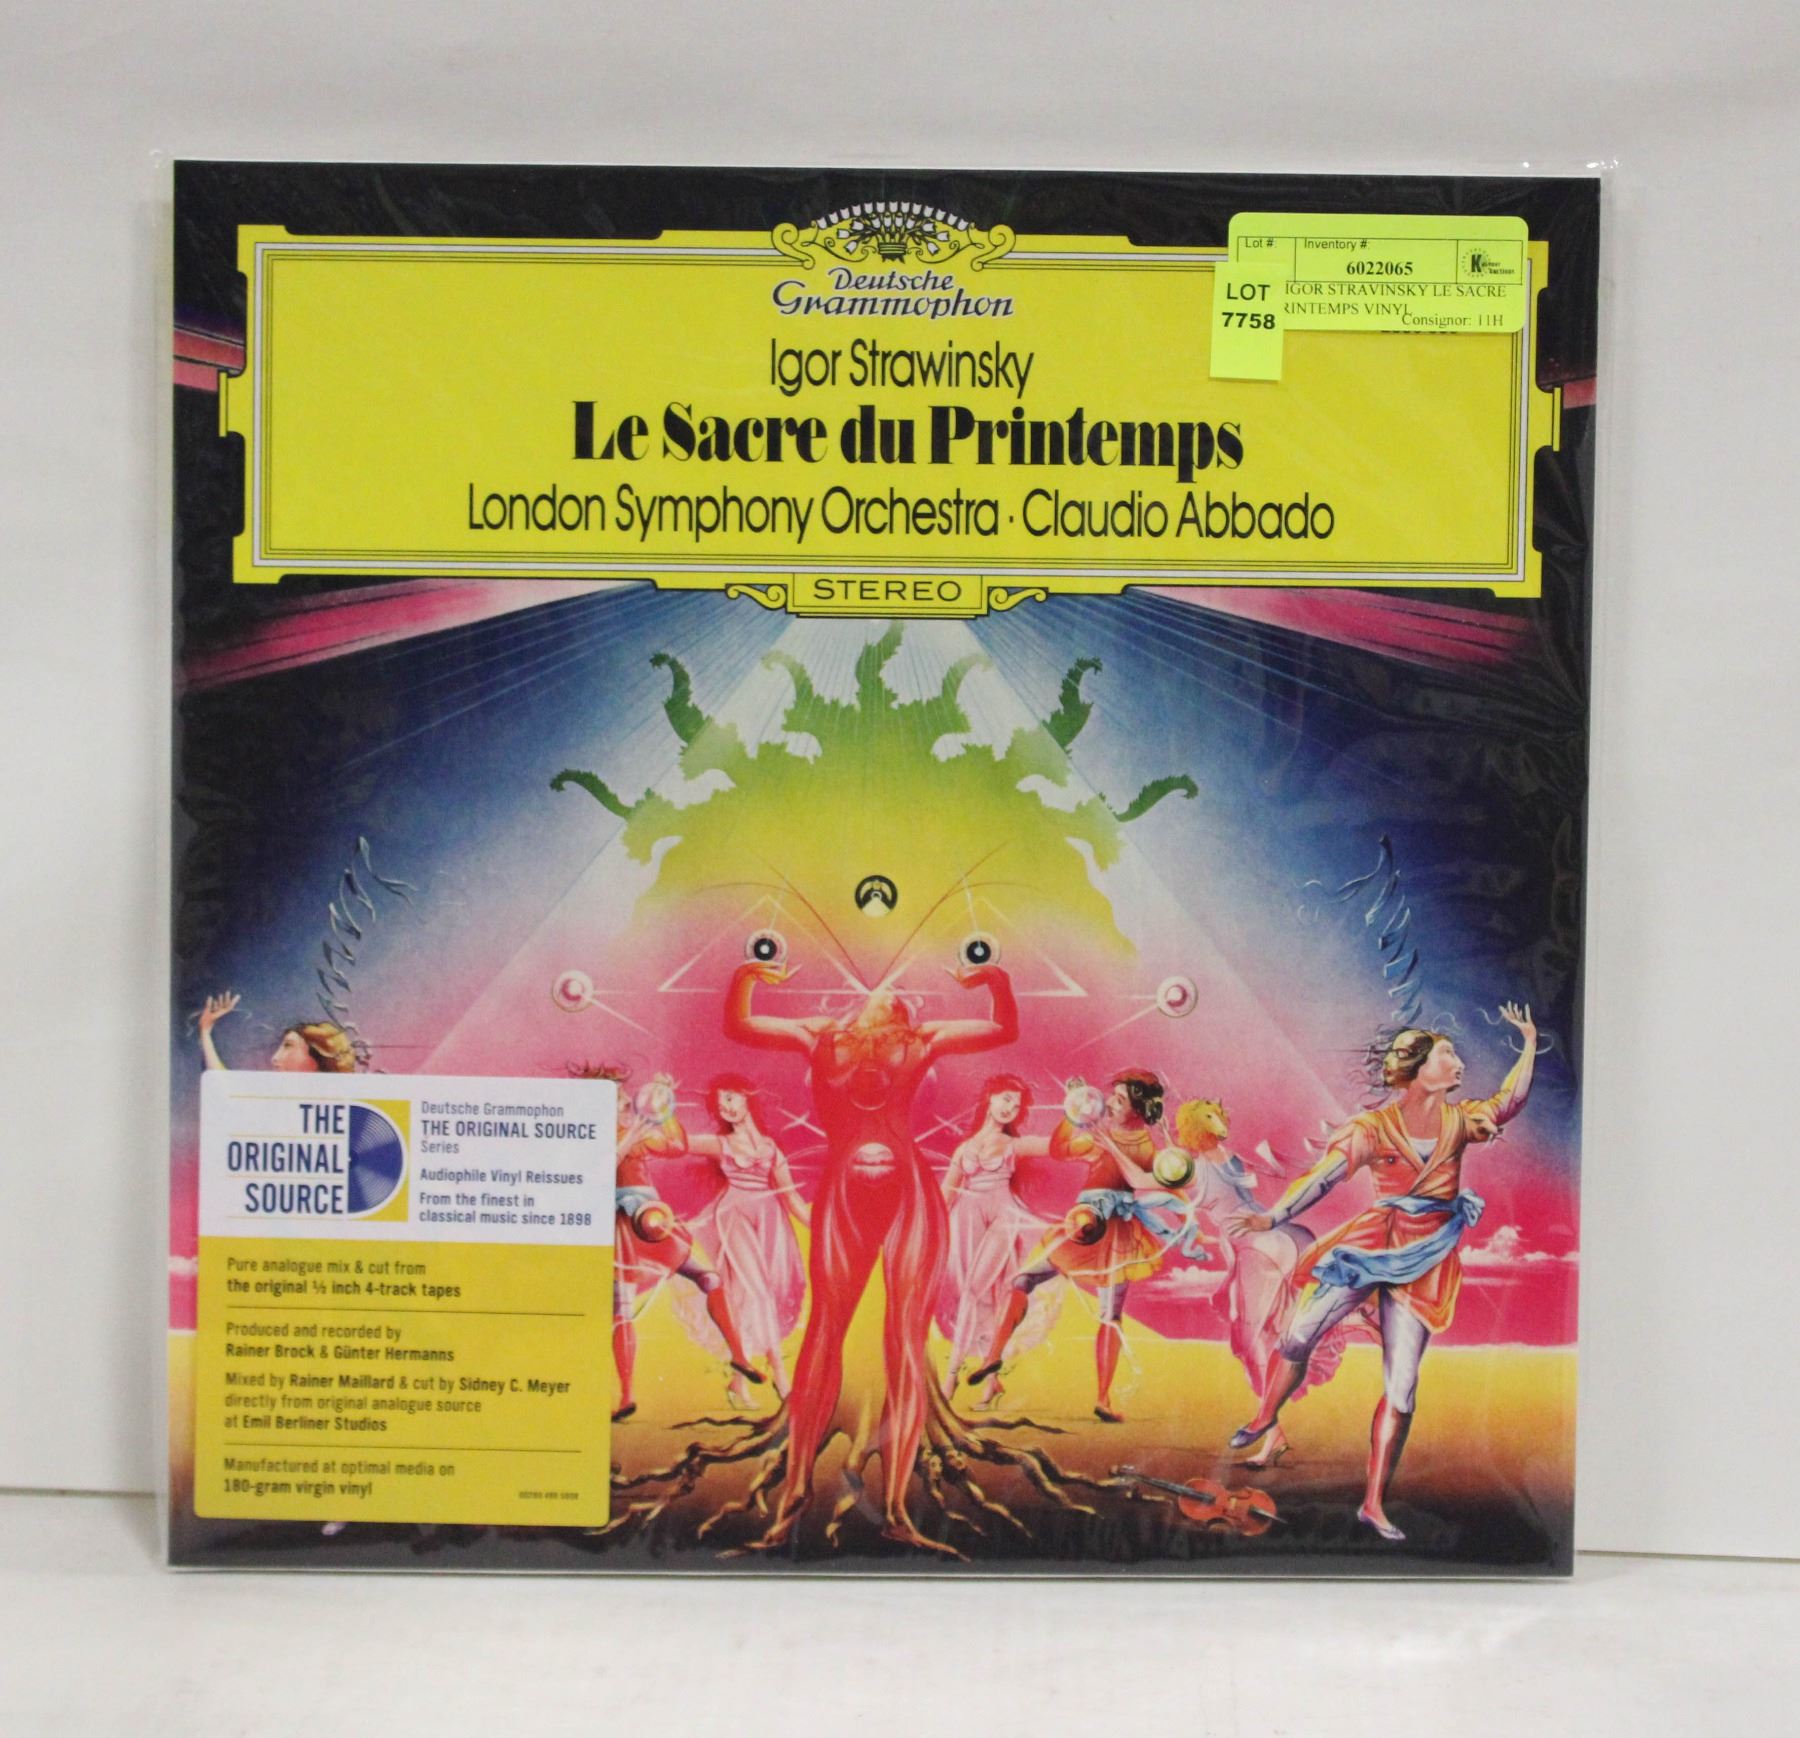 Deutsche
Grammophon
Igor Strawinsky
Le Sacre du Printemps
London Symphony Orchestra · Claudio Abbado
STEREO
Lot #:
Inventory #:
6022065
LOT
7758
IGOR STRAVINSKY LE SACRE
RINTEMPS VINYL
Consignor: 11H
THE
ORIGINAL
SOURCE
Deutsche Grammophon
THE ORIGINAL SOURCE
Series
Audiophile Vinyl Reissues
From the finest in
classical music since 1898
Pure analogue mix & cut from
the original ½ inch 4-track tapes
Produced and recorded by
Rainer Brock & Günter Hermanns
Mixed by Rainer Maillard & cut by Sidney C. Meyer
directly from original analogue source
at Emil Berliner Studios
Manufactured at optimal media on
180-gram virgin vinyl